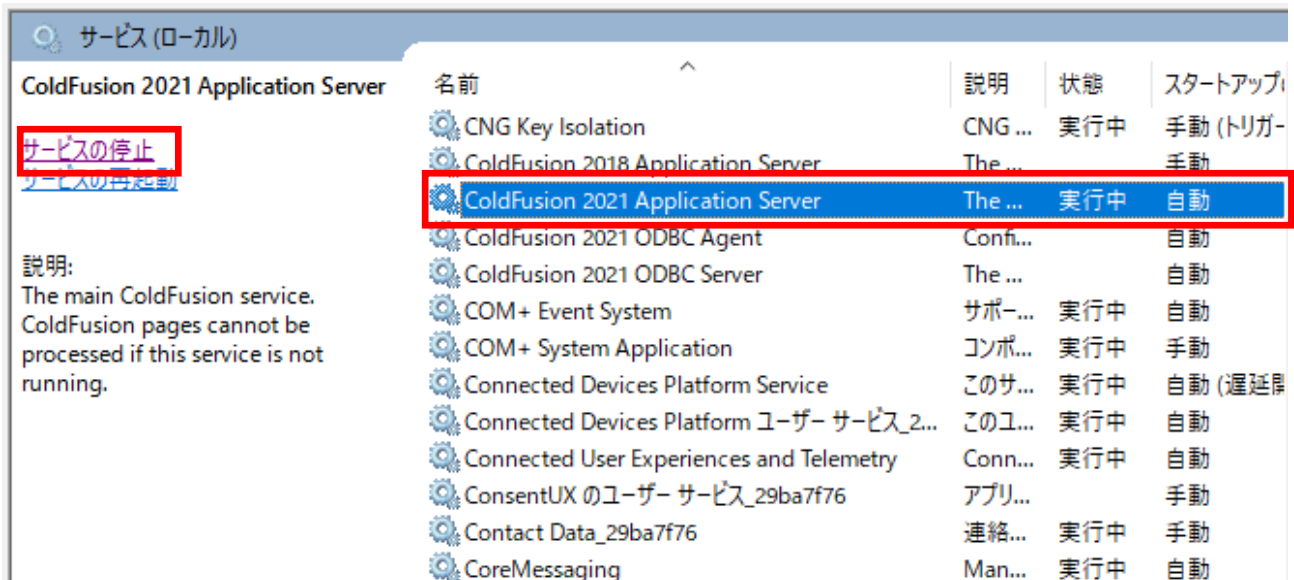 サービス (ローカル)
ColdFusion 2021 Application Server
サービスの停止
サービスの再起動
説明:
The main ColdFusion service.
ColdFusion pages cannot be
processed if this service is not
running.
名前 説明 状態 スタートアップ
CNG Key Isolation CNG ... 実行中 手動 (トリガー
ColdFusion 2018 Application Server The ... 手動
ColdFusion 2021 Application Server The ... 実行中 自動
ColdFusion 2021 ODBC Agent Confi... 自動
ColdFusion 2021 ODBC Server The ... 自動
COM+ Event System サポー... 実行中 自動
COM+ System Application コンポ... 実行中 手動
Connected Devices Platform Service このサ... 実行中 自動 (遅延開
Connected Devices Platform ユーザー サービス_2... このユ... 実行中 自動
Connected User Experiences and Telemetry Conn... 実行中 自動
ConsentUX のユーザー サービス_29ba7f76 アプリ... 手動
Contact Data_29ba7f76 連絡... 実行中 手動
CoreMessaging Man... 実行中 自動